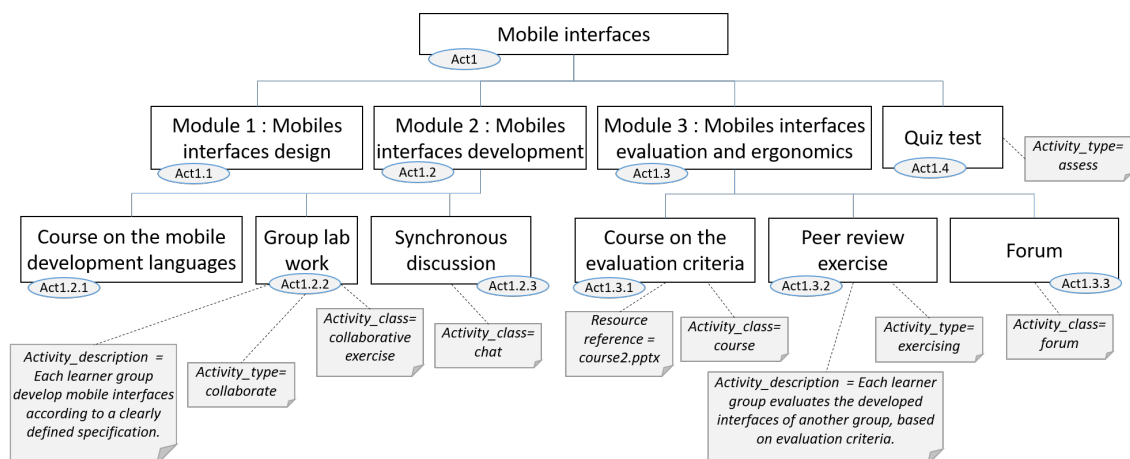 Mobile interfaces
Act1
Module 1 : Mobiles
interfaces design
Act1.1
Module 2 : Mobiles
interfaces development
Act1.2
Module 3 : Mobiles interfaces
evaluation and ergonomics
Act1.3
Quiz test
Act1.4
Activity_type=
assess
Course on the mobile
development languages
Act1.2.1
Group lab
work
Act1.2.2
Synchronous
discussion
Act1.2.3
Course on the
evaluation criteria
Act1.3.1
Peer review
exercise
Act1.3.2
Forum
Act1.3.3
Activity_description = 
Each learner group
develop mobile interfaces
according to a clearly
defined specification.
Activity_type=
collaborate
Activity_class=
collaborative
exercise
Activity_class=
chat
Resource
reference =
course2.pptx
Activity_class=
course
Activity_description = Each learner
group evaluates the developed
interfaces of another group, based
on evaluation criteria.
Activity_type=
exercising
Activity_class=
forum